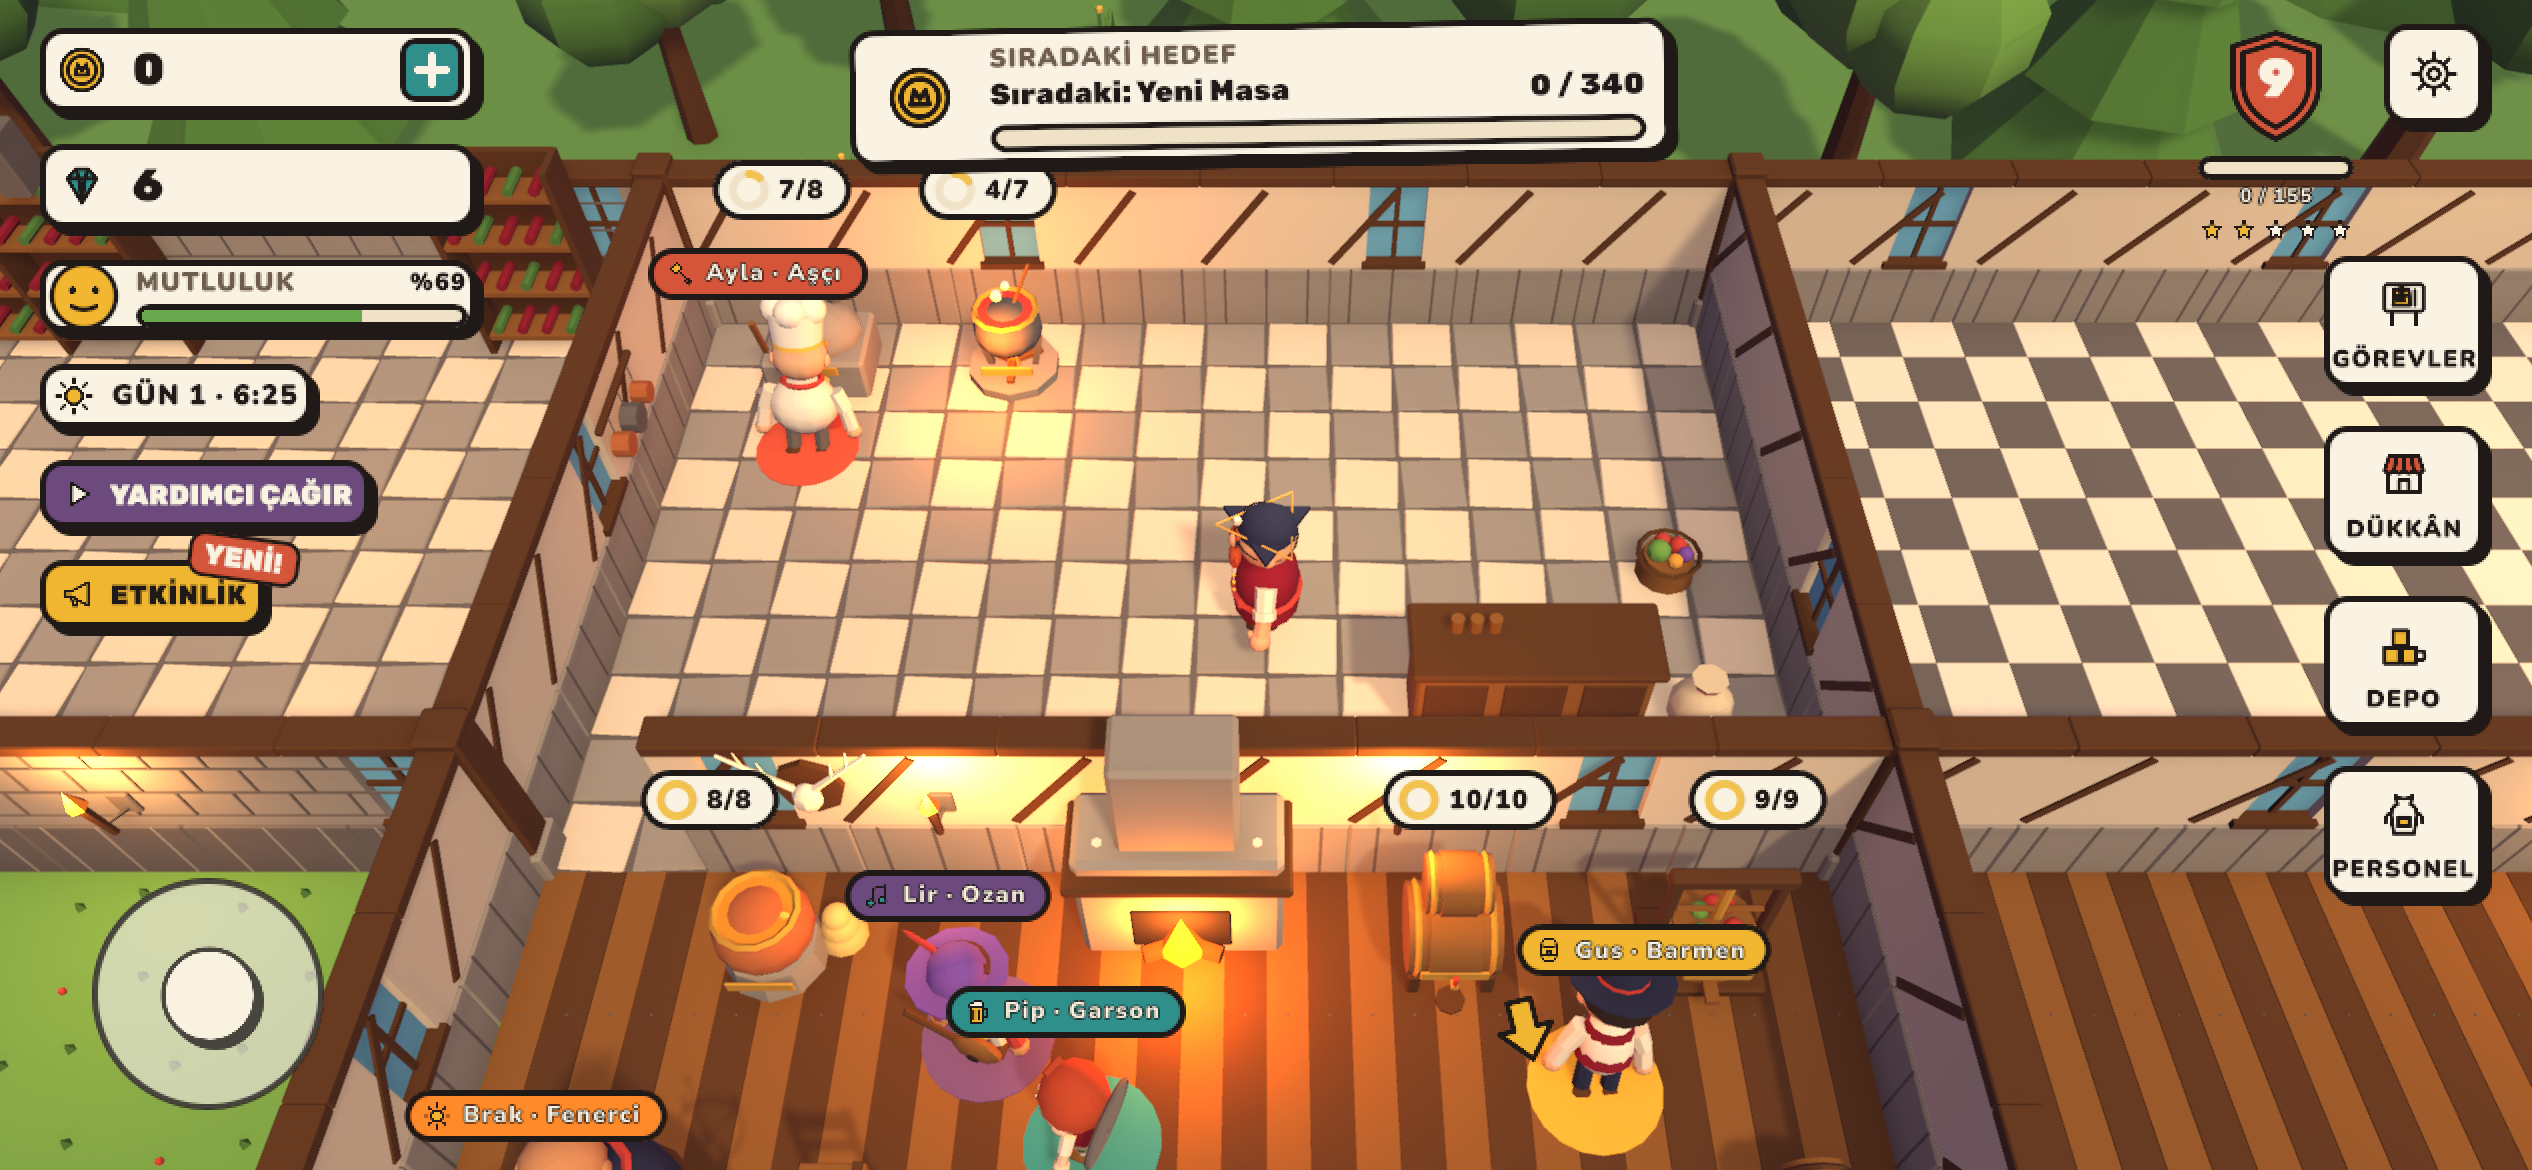 0
SIRADAKİ HEDEF
Sıradaki: Yeni Masa
0 / 340
9
6
0 / 155
7/8
4/7
MUTLULUK
%69
Ayla · Aşçı
GÖREVLER
GÜN 1 · 6:25
YARDIMCI ÇAĞIR
YENİ!
ETKİNLİK
DÜKKÂN
DEPO
8/8
10/10
9/9
PERSONEL
Lir · Ozan
Gus · Barmen
Pip · Garson
Brak · Fenerci